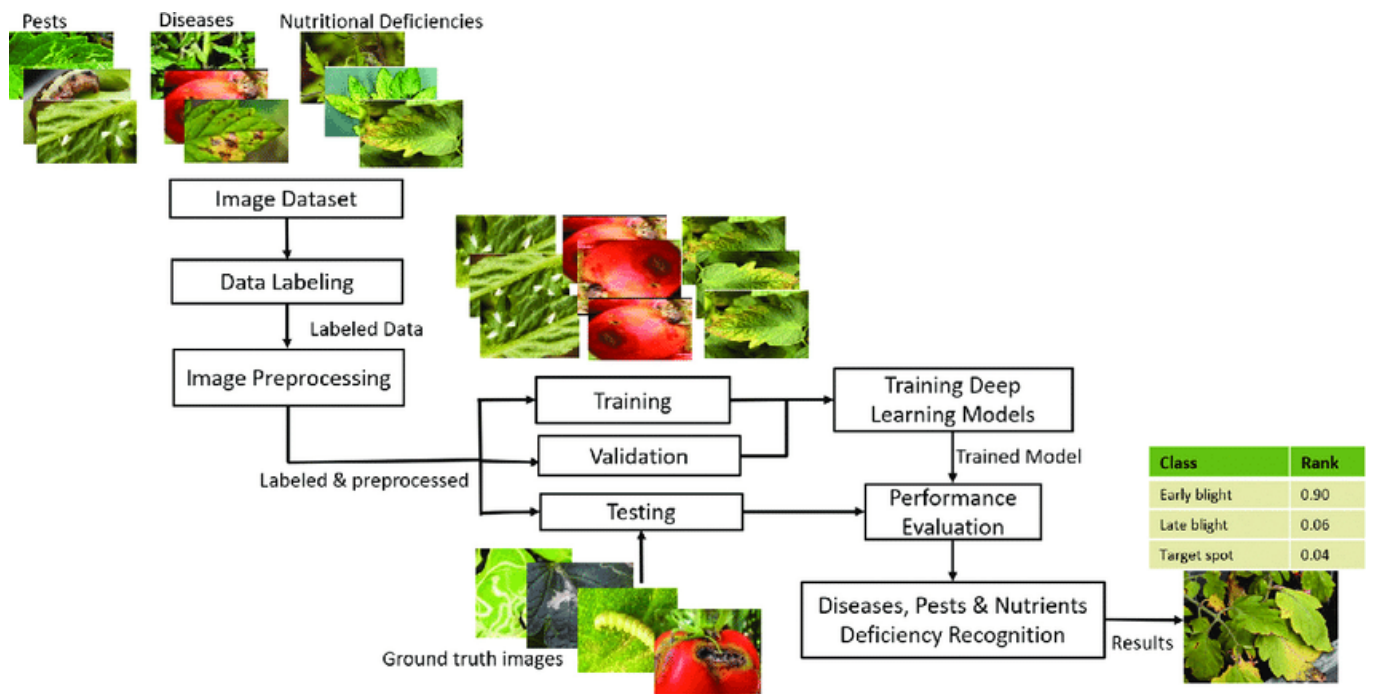 Pests
Diseases
Nutritional Deficiencies
Image Dataset
Data Labeling
Labeled Data
Image Preprocessing
Labeled & preprocessed
Training
Validation
Testing
Ground truth images
Training Deep
Learning Models
Trained Model
Performance
Evaluation
Diseases, Pests & Nutrients
Deficiency Recognition
Results
Class Rank
Early blight 0.90
Late blight 0.06
Target spot 0.04